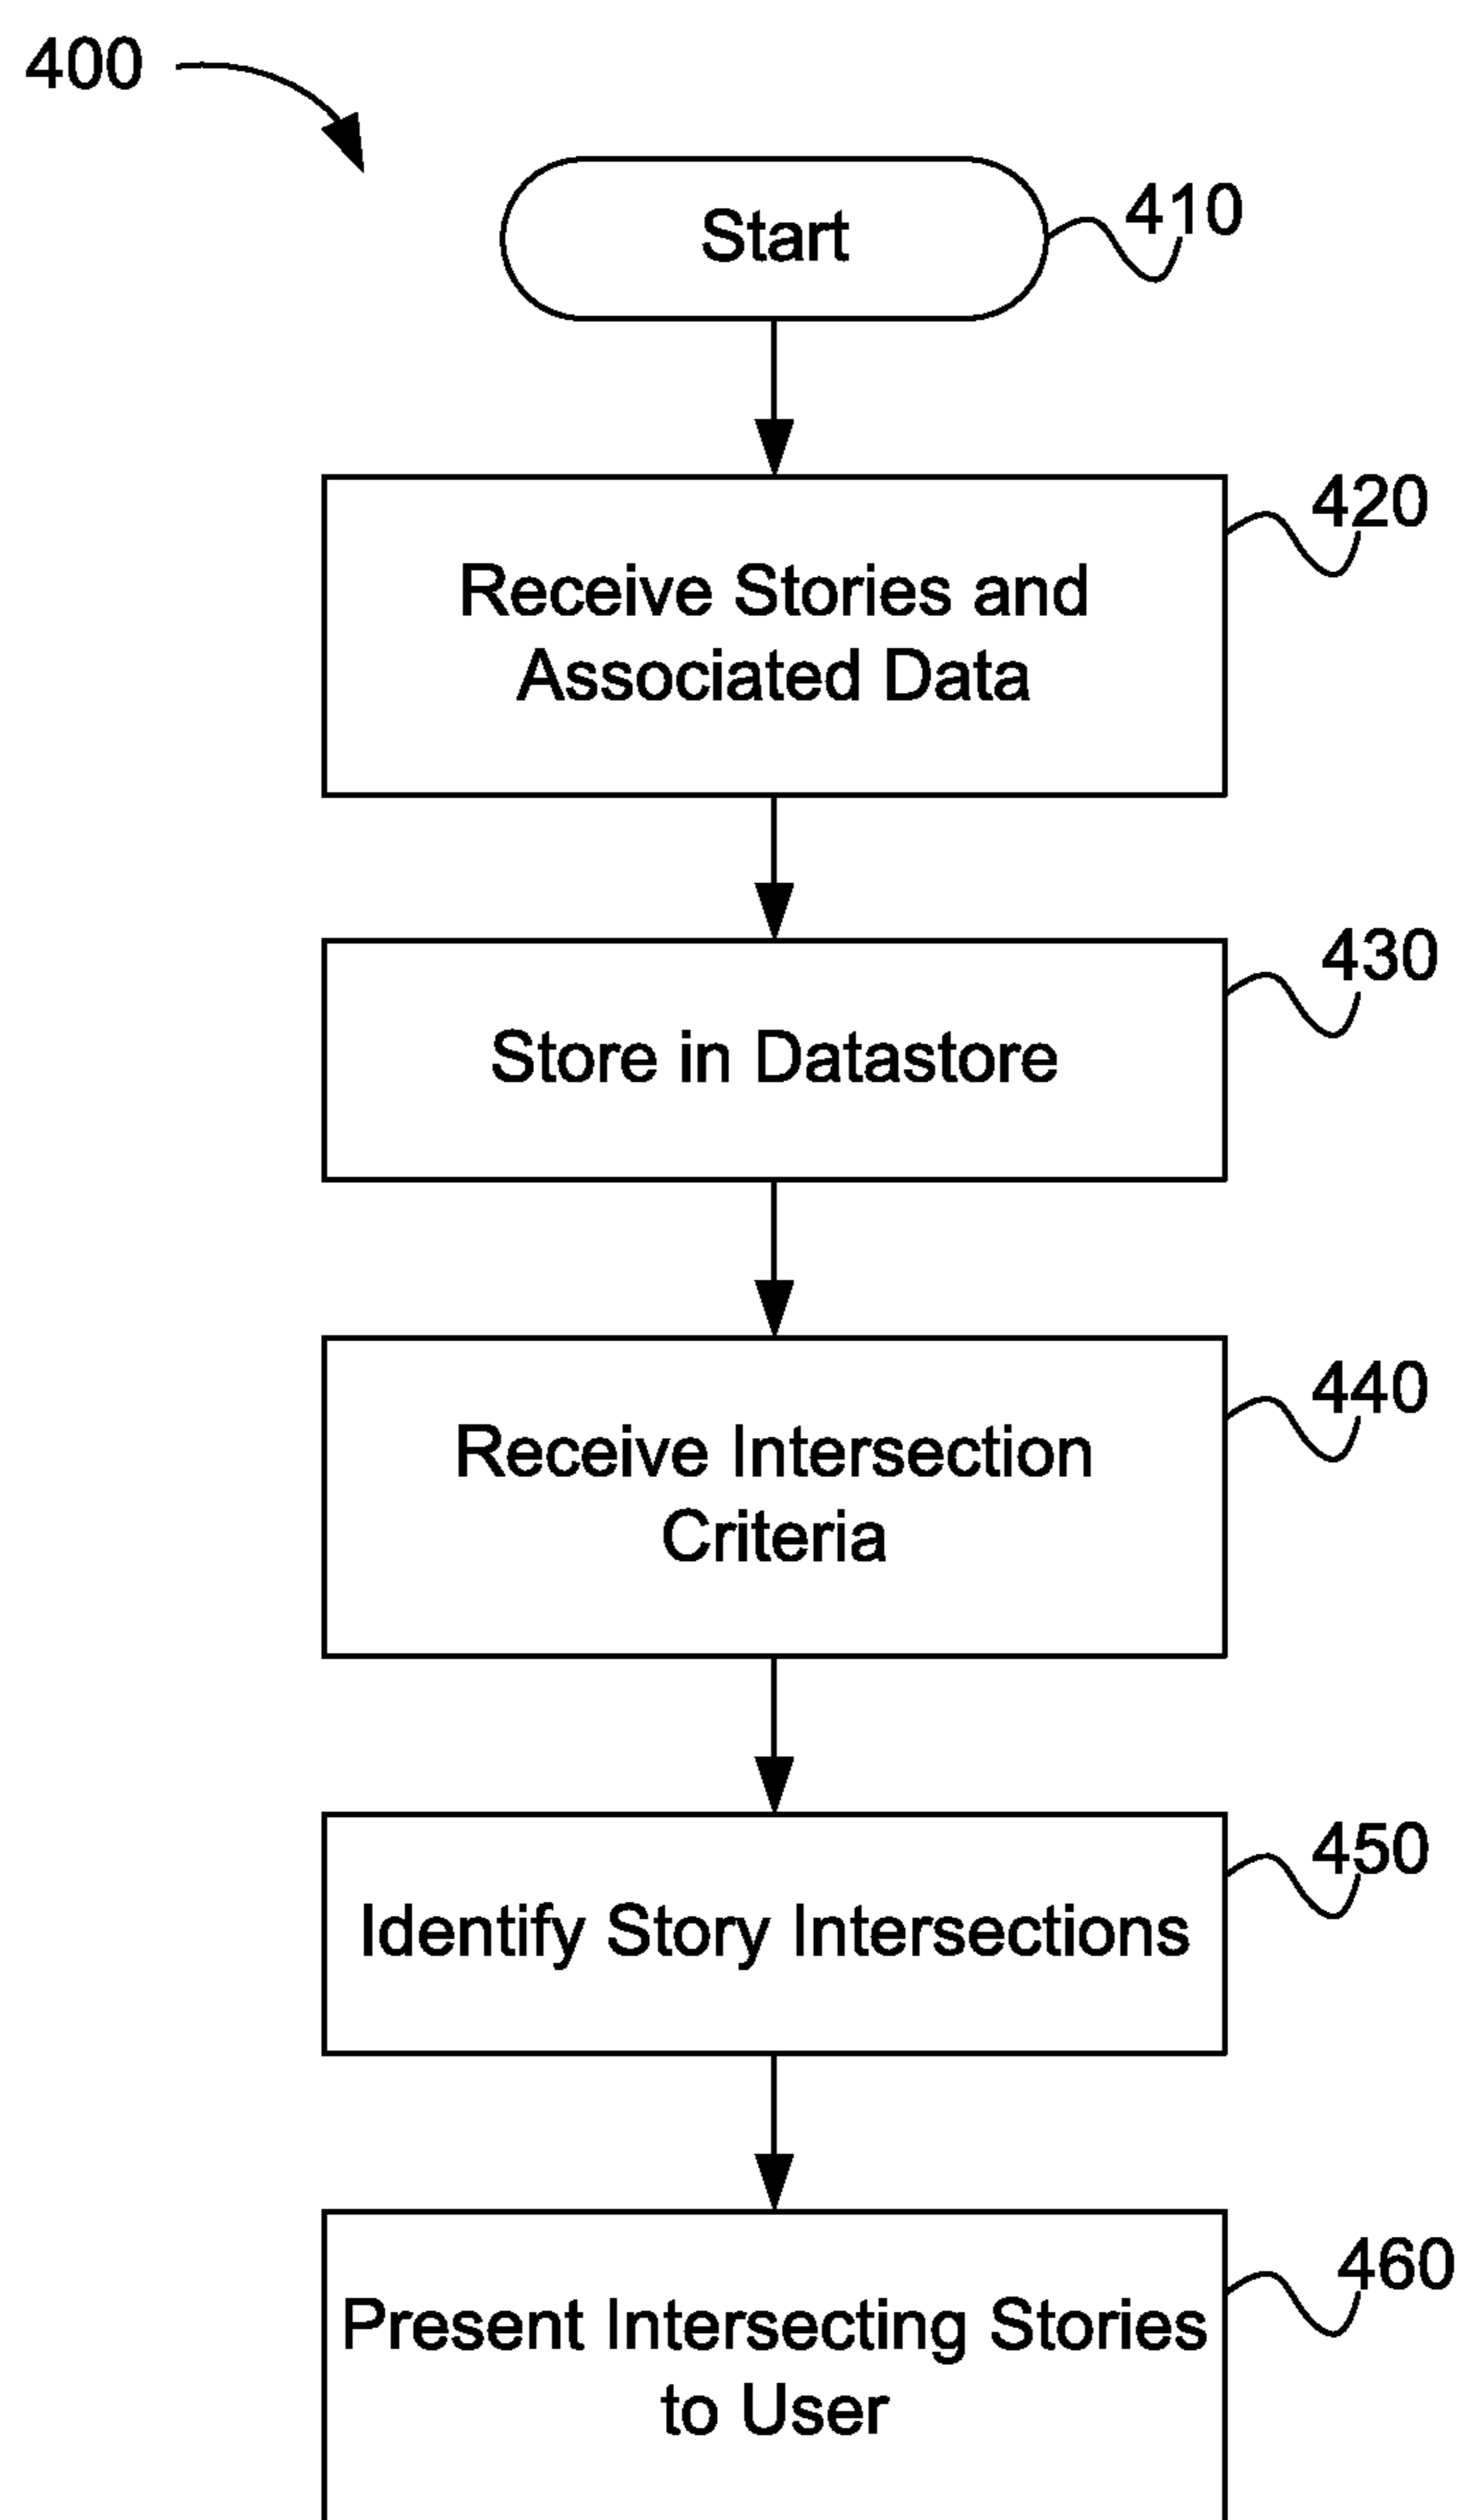 400
Start
410
420
Receive Stories and
Associated Data
430
Store in Datastore
440
Receive Intersection
Criteria
450
Identify Story Intersections
460
Present Intersecting Stories
to User